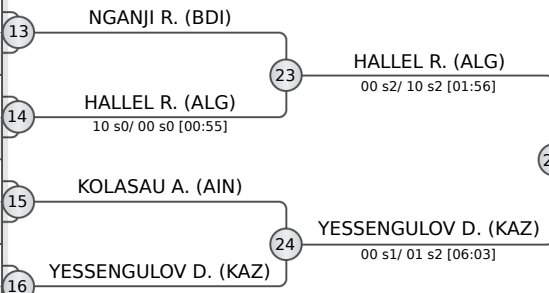 NGANJI R. (BDI)
13
23
HALLEL R. (ALG)
00 s2/ 10 s2 [01:56]
HALLEL R. (ALG)
14
10 s0/ 00 s0 [00:55]
KOLASAU A. (AIN)
15
24
YESSENGULOV D. (KAZ)
00 s1/ 01 s2 [06:03]
YESSENGULOV D. (KAZ)
16